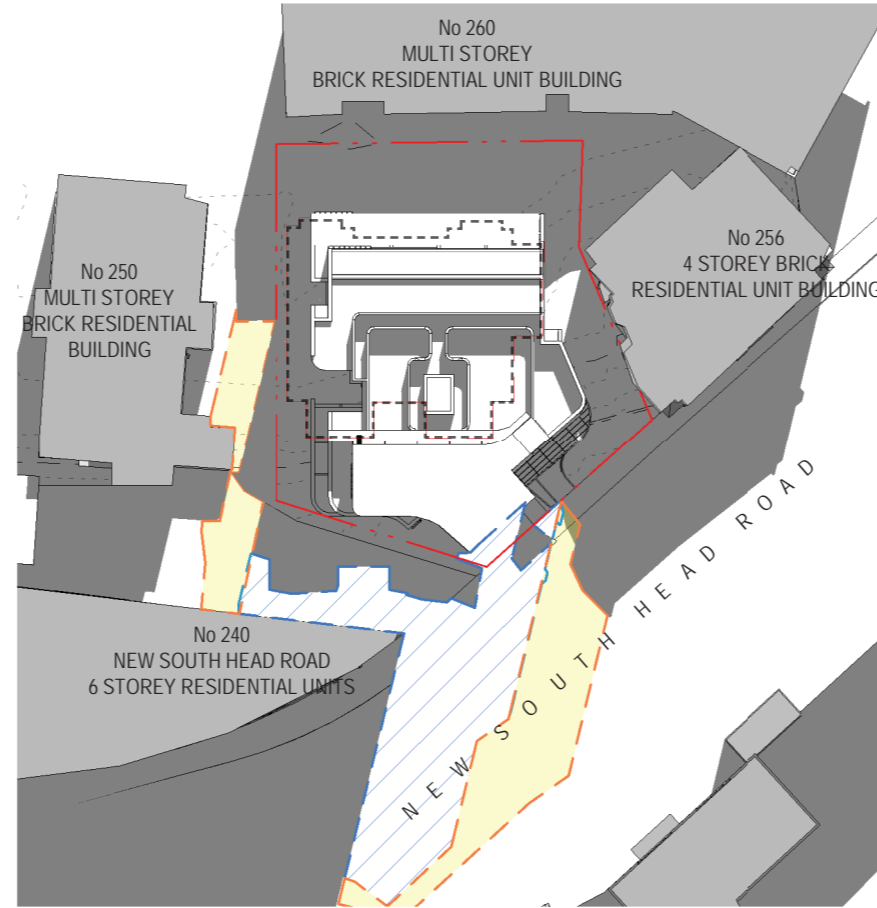 No 260
MULTI STOREY
BRICK RESIDENTIAL UNIT BUILDING
No 256
4 STOREY BRICK
RESIDENTIAL UNIT BUILDING
No 250
MULTI STOREY
BRICK RESIDENTIAL
BUILDING
No 240
NEW SOUTH HEAD ROAD
6 STOREY RESIDENTIAL UNITS
NEW SOUTH HEAD ROAD